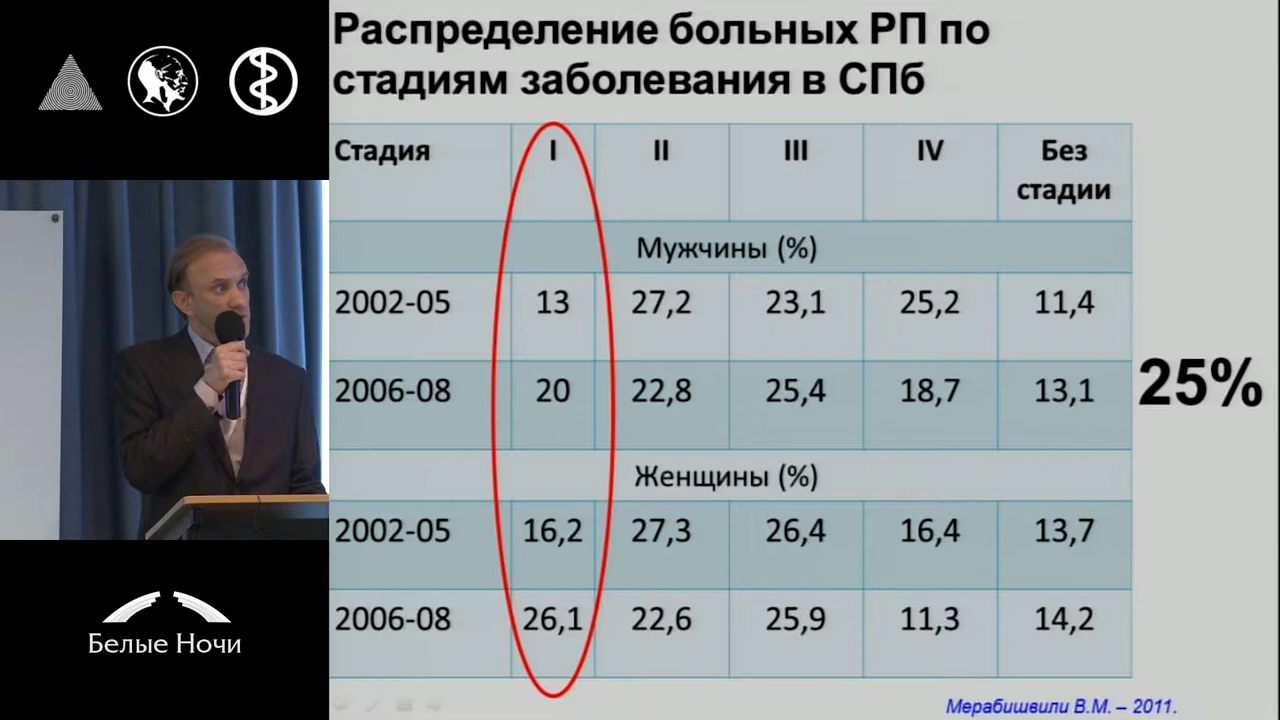 Распределение больных РП по
стадиям заболевания в СПб
Стадия I II III IV Без
стадии
Мужчины (%)
2002-05 13 27,2 23,1 25,2 11,4
2006-08 20 22,8 25,4 18,7 13,1
25%
Женщины (%)
2002-05 16,2 27,3 26,4 16,4 13,7
2006-08 26,1 22,6 25,9 11,3 14,2
Мерабишвили В.М. – 2011.
Белые Ночи